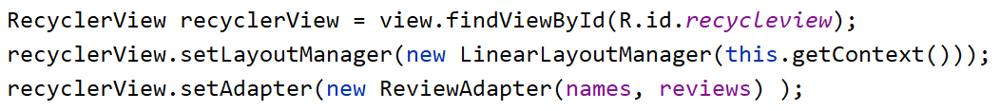 RecyclerView recyclerView = view.findViewById(R.id.recycleview);
recyclerView.setLayoutManager(new LinearLayoutManager(this.getContext()));
recyclerView.setAdapter(new ReviewAdapter(names, reviews) );